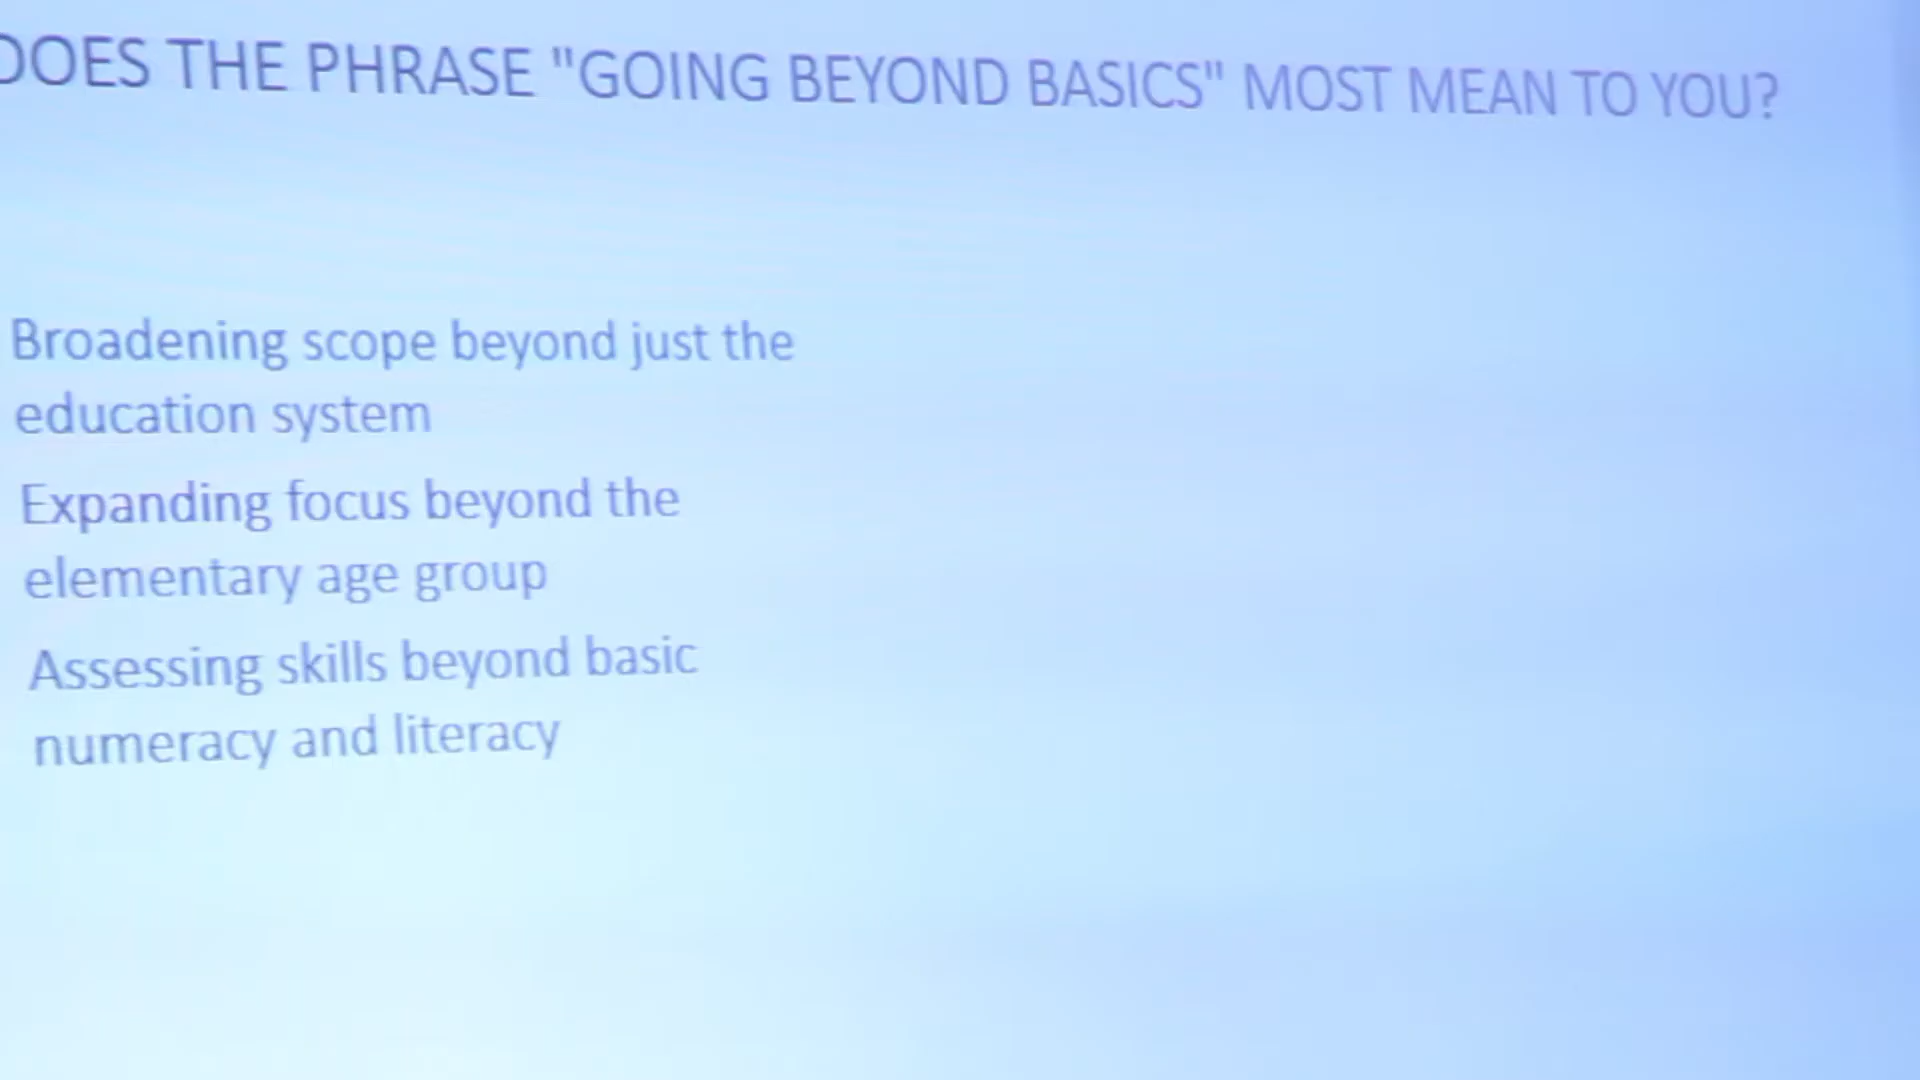 DOES THE PHRASE "GOING BEYOND BASICS" MOST MEAN TO YOU?
Broadening scope beyond just the
education system
Expanding focus beyond the
elementary age group
Assessing skills beyond basic
numeracy and literacy